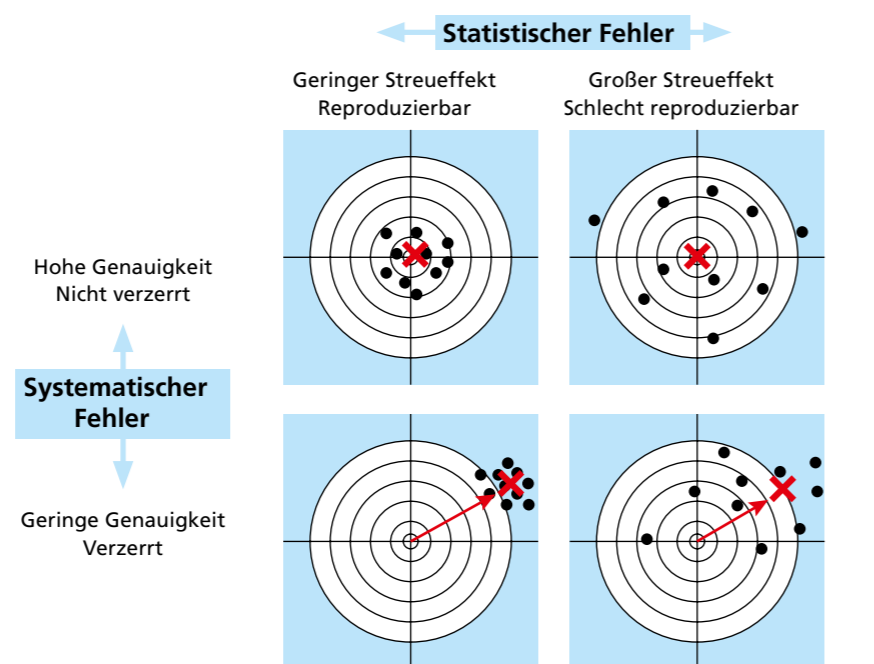 Statistischer Fehler
Geringer Streueffekt
Reproduzierbar
Großer Streueffekt
Schlecht reproduzierbar
Hohe Genauigkeit
Nicht verzerrt
Systematischer
Fehler
Geringe Genauigkeit
Verzerrt